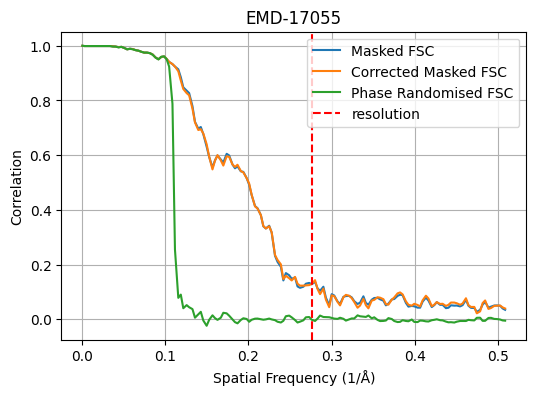 EMD-17055
Masked FSC
Corrected Masked FSC
Phase Randomised FSC
resolution
Correlation
1.0
0.8
0.6
0.4
0.2
0.0
0.0 0.1 0.2 0.3 0.4 0.5
Spatial Frequency (1/Å)